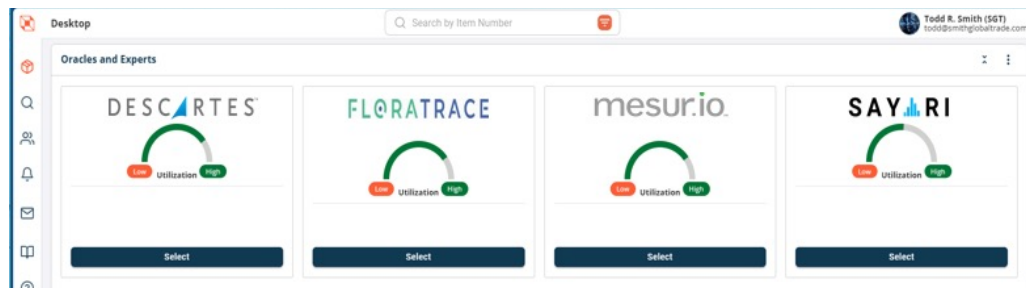 Desktop
Search by Item Number
Todd R. Smith (SGT)
todd@smithglobaltrade.com
Oracles and Experts
DESCARTES™
Low Utilization High
Select
FLORATRACE
Low Utilization High
Select
mesur.io
Low Utilization High
Select
SAYARI
Low Utilization High
Select